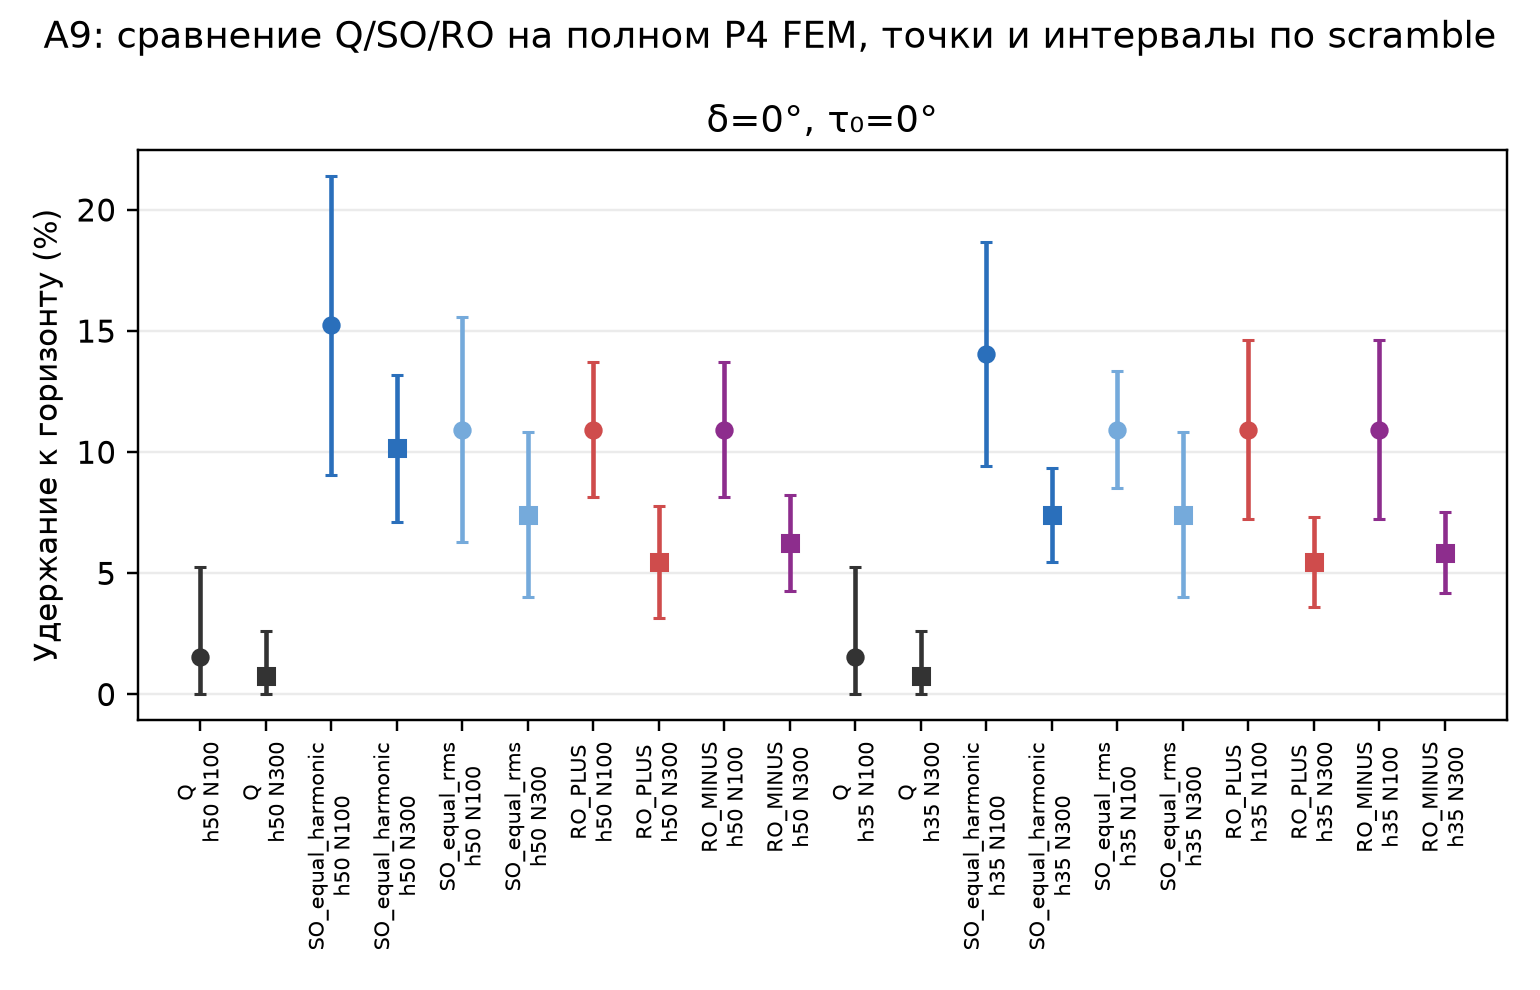 A9: сравнение Q/SO/RO на полном P4 FEM, точки и интервалы по scramble
δ=0°, τ₀=0°
Удержание к горизонту (%)
20
15
10
5
0
Q
h50 N100
Q
h50 N300
SO_equal_harmonic
h50 N100
SO_equal_harmonic
h50 N300
SO_equal_rms
h50 N100
SO_equal_rms
h50 N300
RO_PLUS
h50 N100
RO_PLUS
h50 N300
RO_MINUS
h50 N100
RO_MINUS
h50 N300
Q
h35 N100
Q
h35 N300
SO_equal_harmonic
h35 N100
SO_equal_harmonic
h35 N300
SO_equal_rms
h35 N100
SO_equal_rms
h35 N300
RO_PLUS
h35 N100
RO_PLUS
h35 N300
RO_MINUS
h35 N100
RO_MINUS
h35 N300